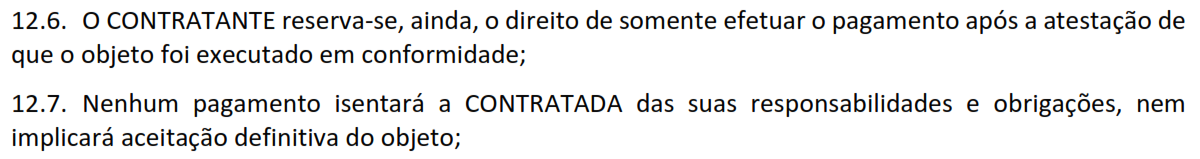 12.6. O CONTRATANTE reserva-se, ainda, o direito de somente efetuar o pagamento após a atestação de
que o objeto foi executado em conformidade;
12.7. Nenhum pagamento isentará a CONTRATADA das suas responsabilidades e obrigações, nem
implicará aceitação definitiva do objeto;